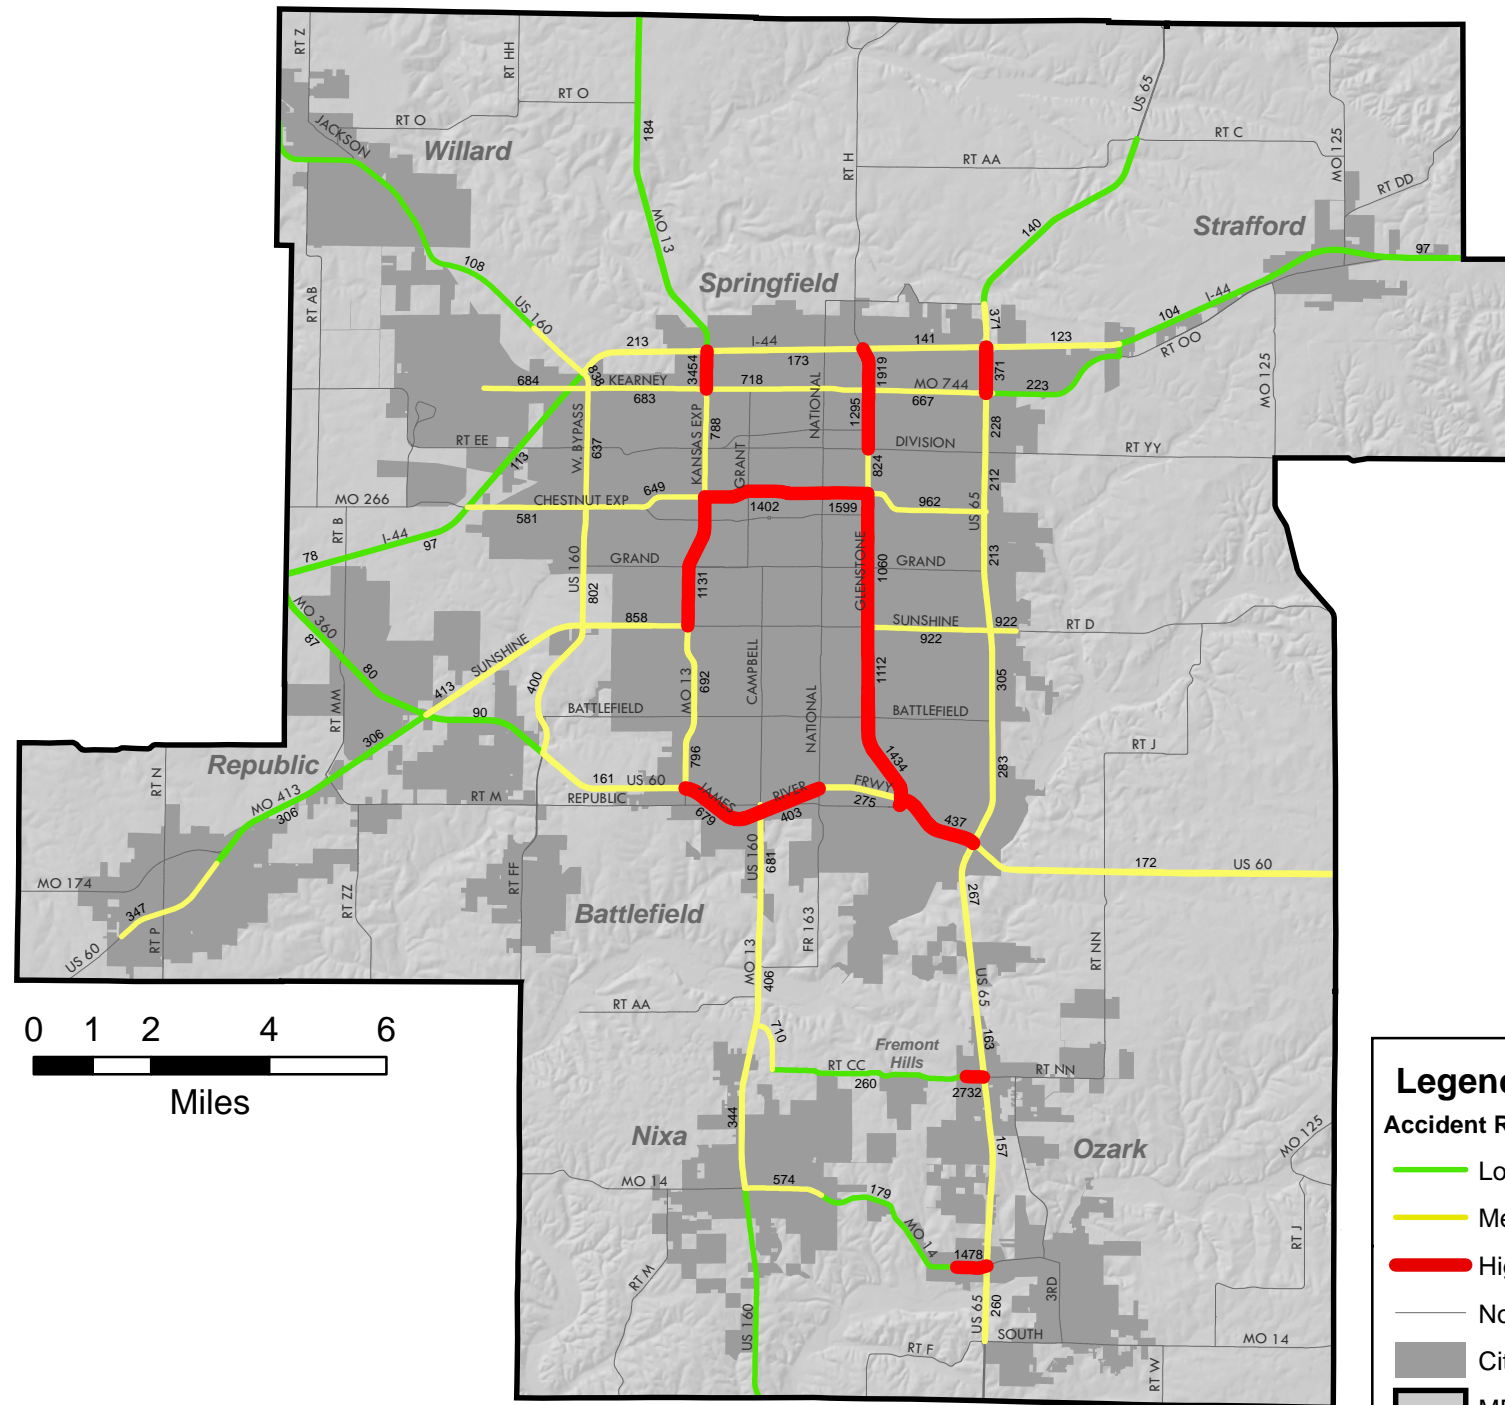 RT Z
RT HH
RT O
RT O
JACKSON
Willard
184
MO 13
RT H
US 65
RT C
RT AA
MO 125
RT DD
140
Strafford
97
RT AB
108
US 160
Springfield
371
I-44
104
RT OO
213
I-44
173
141
123
838
3454
1919
371
KEARNEY
684
683
718
MO 744
667
223
MO 125
NATIONAL
1295
W. BYPASS
637
KANSAS EXP
788
GRANT
228
RT EE
DIVISION
RT YY
113
824
212
MO 266
CHESTNUT EXP
649
581
1402
1599
962
US 65
RT B
I-44
97
78
US 160
GRAND
GLENSTONE
1060
GRAND
213
802
1131
MO 360
87
858
SUNSHINE
922
922
RT D
80
SUNSHINE
413
400
MO 13
692
CAMPBELL
1112
305
RT MM
90
BATTLEFIELD
NATIONAL
BATTLEFIELD
306
RT J
Republic
RT N
796
1434
283
161
US 60
JAMES
RIVER
FRWY
MO 413
306
RT M
REPUBLIC
679
403
275
437
172
US 60
US 160
681
MO 174
RT ZZ
RT FF
267
347
RT P
Battlefield
FR 163
US 60
RT NN
MO 13
406
US 65
RT AA
0 1 2 4 6
Miles
710
163
Fremont
Hills
RT CC
260
2732
RT NN
344
Nixa
157
Ozark
MO 125
MO 14
574
179
MO 14
1478
RT J
RT M
3RD
US 160
US 65
260
SOUTH
MO 14
RT F
RT W
Legen
Accident R
Lo
Me
Hig
No
Cit